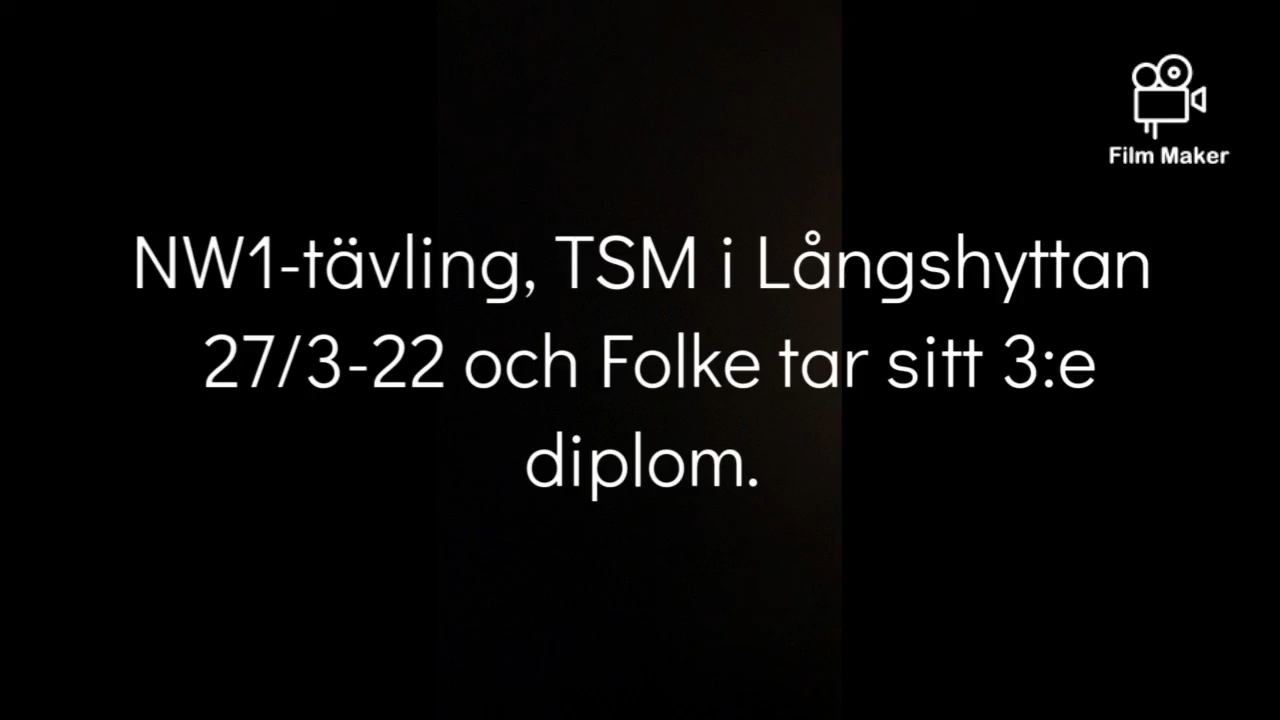 Film Maker
NW1-tävling, TSM i Långshyttan
27/3-22 och Folke tar sitt 3:e
diplom.